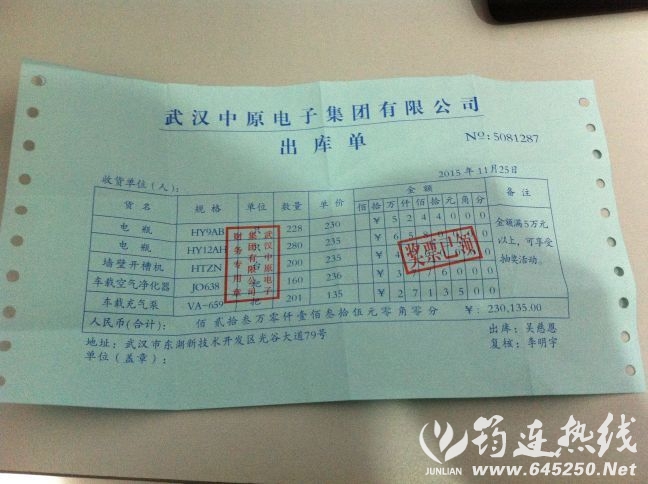 武汉中原电子集团有限公司
出库单
Nº: 5081287
收货单位(人):
2015年11月25日
货名 规格 单位 数量 单价 金额 备注
佰 拾 万 仟 佰 拾 元 角 分
电瓶 HY9AB 228 230 ¥ 5 2 4 4 0 0 0
电瓶 HY12AH 280 235 ¥ 6 5 8 0 0
墙壁开槽机 HTZN 200 235 ¥ 4
车载空气净化器 JO638 160 236 ¥
车载充气泵 VA-659 把 201 135 ¥ 2 7 1 3 5 0 0
金额满5万元
以上,可享受
抽奖活动。
武汉中原电子
集团有限公司
财务专用章
奖票已领
人民币(合计): 佰 贰拾叁万零仟壹佰叁拾伍元零角零分 ¥: 230,135.00
地址: 武汉市东湖新技术开发区光谷大道79号
出库: 吴慈恩
单位(盖章):
复核: 李明宇
筠连热线
JUNLIAN www.645250.Net